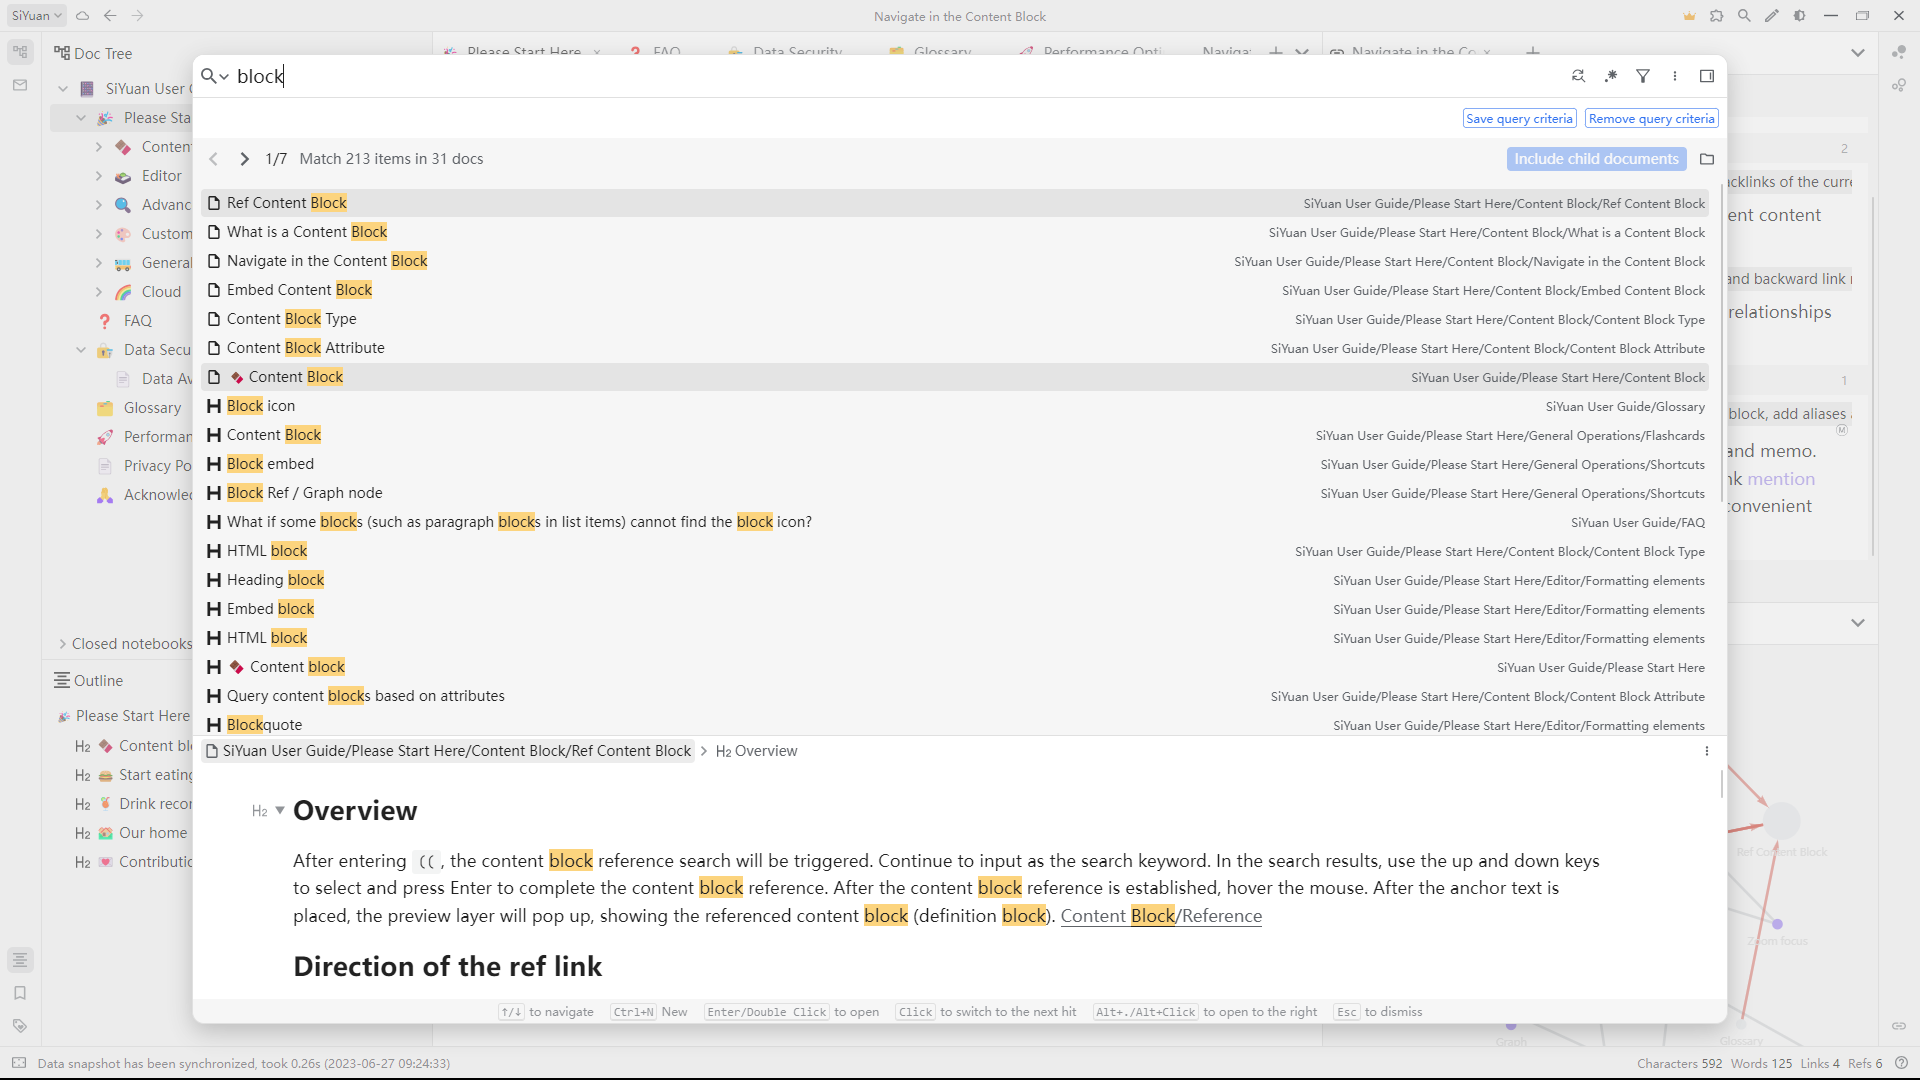 SiYuan
Navigate in the Content Block
Doc Tree
Please Start Here
FAQ
Data Security
Glossary
Performance Opti
Naviga
Navigate in the Co
SiYuan User G
Please Sta
Conten
Editor
Advanc
Custom
General
Cloud
FAQ
Data Secu
Data Av
Glossary
Performan
Privacy Po
Acknowlec
Closed notebooks
Outline
Please Start Here
H2 Content blo
H2 Start eating
H2 Drink recor
H2 Our home
H2 Contributio
block
Save query criteria
Remove query criteria
1/7
Match 213 items in 31 docs
Include child documents
Ref Content Block
SiYuan User Guide/Please Start Here/Content Block/Ref Content Block
What is a Content Block
SiYuan User Guide/Please Start Here/Content Block/What is a Content Block
Navigate in the Content Block
SiYuan User Guide/Please Start Here/Content Block/Navigate in the Content Block
Embed Content Block
SiYuan User Guide/Please Start Here/Content Block/Embed Content Block
Content Block Type
SiYuan User Guide/Please Start Here/Content Block/Content Block Type
Content Block Attribute
SiYuan User Guide/Please Start Here/Content Block/Content Block Attribute
Content Block
SiYuan User Guide/Please Start Here/Content Block
H Block icon
SiYuan User Guide/Glossary
H Content Block
SiYuan User Guide/Please Start Here/General Operations/Flashcards
H Block embed
SiYuan User Guide/Please Start Here/General Operations/Shortcuts
H Block Ref / Graph node
SiYuan User Guide/Please Start Here/General Operations/Shortcuts
H What if some blocks (such as paragraph blocks in list items) cannot find the block icon?
SiYuan User Guide/FAQ
H HTML block
SiYuan User Guide/Please Start Here/Content Block/Content Block Type
H Heading block
SiYuan User Guide/Please Start Here/Editor/Formatting elements
H Embed block
SiYuan User Guide/Please Start Here/Editor/Formatting elements
H HTML block
SiYuan User Guide/Please Start Here/Editor/Formatting elements
H Content block
SiYuan User Guide/Please Start Here
H Query content blocks based on attributes
SiYuan User Guide/Please Start Here/Content Block/Content Block Attribute
H Blockquote
SiYuan User Guide/Please Start Here/Editor/Formatting elements
SiYuan User Guide/Please Start Here/Content Block/Ref Content Block
H2 Overview
H2 Overview
After entering ((, the content block reference search will be triggered. Continue to input as the search keyword. In the search results, use the up and down keys
to select and press Enter to complete the content block reference. After the content block reference is established, hover the mouse. After the anchor text is
placed, the preview layer will pop up, showing the referenced content block (definition block). Content Block/Reference
Direction of the ref link
↑/↓ to navigate Ctrl+N New Enter/Double Click to open Click to switch to the next hit Alt+./Alt+Click to open to the right Esc to dismiss
2
cklinks of the curre
ent content
and backward link
relationships
1
block, add aliases
M
and memo.
nk mention
convenient
Ref Content Block
Zoom focus
Graph
Glossary
Data snapshot has been synchronized, took 0.26s (2023-06-27 09:24:33)
Characters 592 Words 125 Links 4 Refs 6